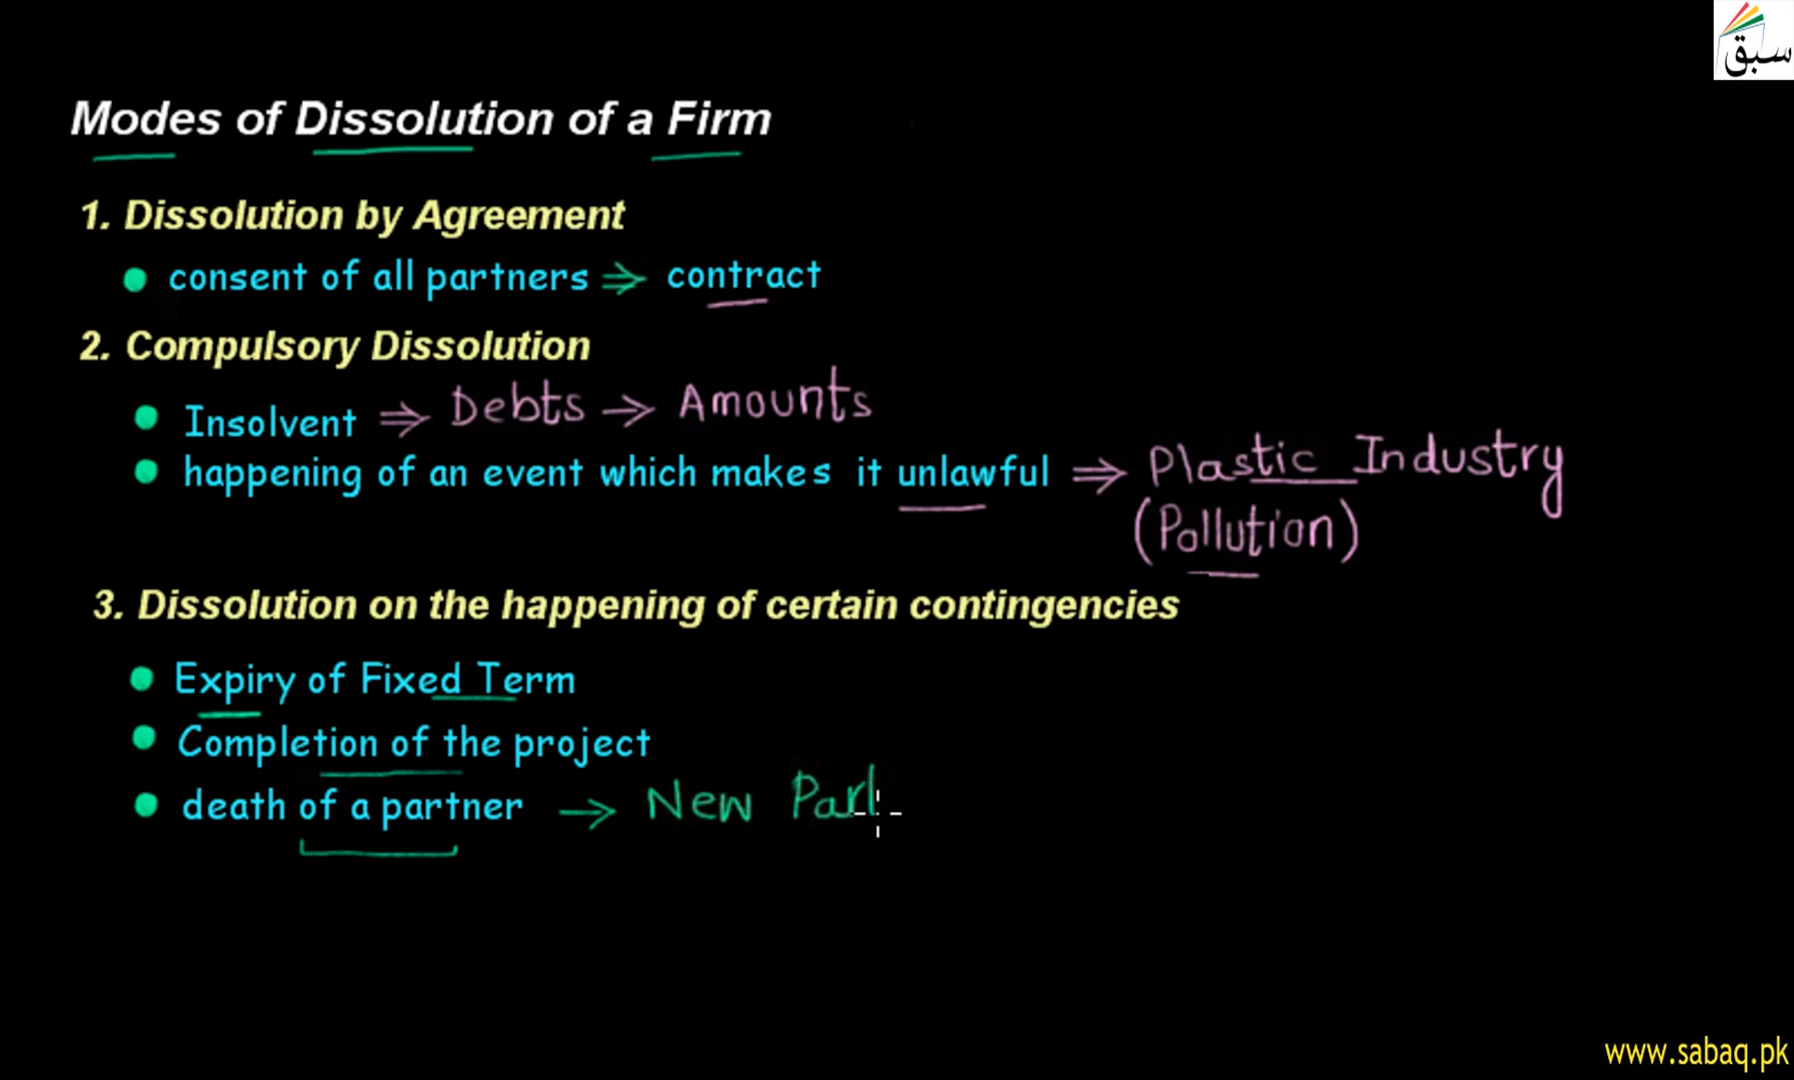 سبق
Modes of Dissolution of a Firm
1. Dissolution by Agreement
consent of all partners ⇒ contract
2. Compulsory Dissolution
Insolvent ⇒ Debts → Amounts
happening of an event which makes it unlawful ⇒ Plastic Industry
(Pollution)
3. Dissolution on the happening of certain contingencies
Expiry of Fixed Term
Completion of the project
death of a partner → New
www.sabaq.pk